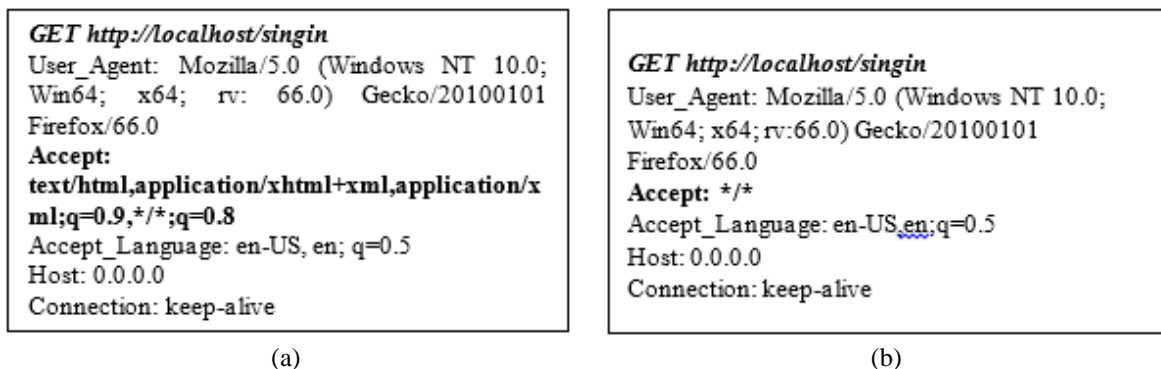 GET http://localhost/singin
User_Agent: Mozilla/5.0 (Windows NT 10.0;
Win64; x64; rv: 66.0) Gecko/20100101
Firefox/66.0
Accept:
text/html,application/xhtml+xml,application/x
ml;q=0.9,*/*;q=0.8
Accept_Language: en-US, en; q=0.5
Host: 0.0.0.0
Connection: keep-alive
(a)
GET http://localhost/singin
User_Agent: Mozilla/5.0 (Windows NT 10.0;
Win64; x64; rv:66.0) Gecko/20100101
Firefox/66.0
Accept: */*
Accept_Language: en-US,en;q=0.5
Host: 0.0.0.0
Connection: keep-alive
(b)